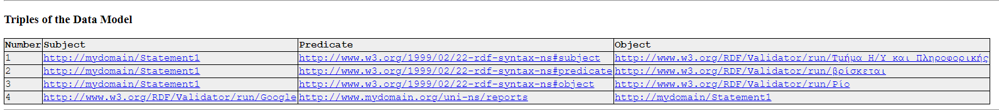 Triples of the Data Model
Number Subject Predicate Object
1 http://mydomain/Statement1 http://www.w3.org/1999/02/22-rdf-syntax-ns#subject http://www.w3.org/RDF/Validator/run/Τμήμα Η/Υ και Πληροφορικής
2 http://mydomain/Statement1 http://www.w3.org/1999/02/22-rdf-syntax-ns#predicate http://www.w3.org/RDF/Validator/run/βρίσκεται
3 http://mydomain/Statement1 http://www.w3.org/1999/02/22-rdf-syntax-ns#object http://www.w3.org/RDF/Validator/run/Ρίο
4 http://www.w3.org/RDF/Validator/run/Google http://www.mydomain.org/uni-ns/reports http://mydomain/Statement1